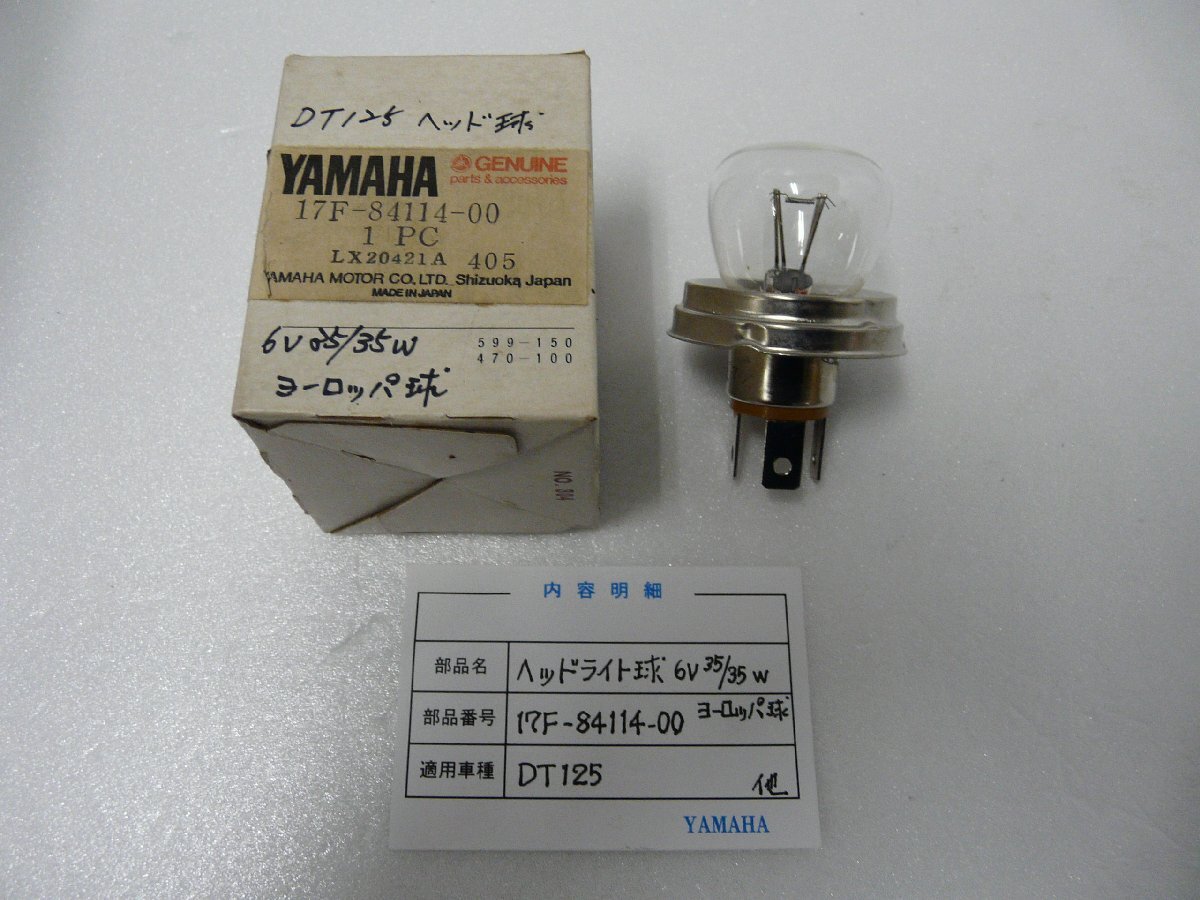 DT125 ヘッド球
YAMAHA GENUINE
parts & accessories
17F-84114-00
1 PC
LX20421A 405
YAMAHA MOTOR CO., LTD. Shizuoka, Japan
MADE IN JAPAN
6V 35/35W
599-150
470-100
ヨーロッパ球
NO. 804
内容明細
部品名 ヘッドライト球 6V 35/35 W
ヨーロッパ球
部品番号 17F-84114-00
適用車種 DT125 他
YAMAHA